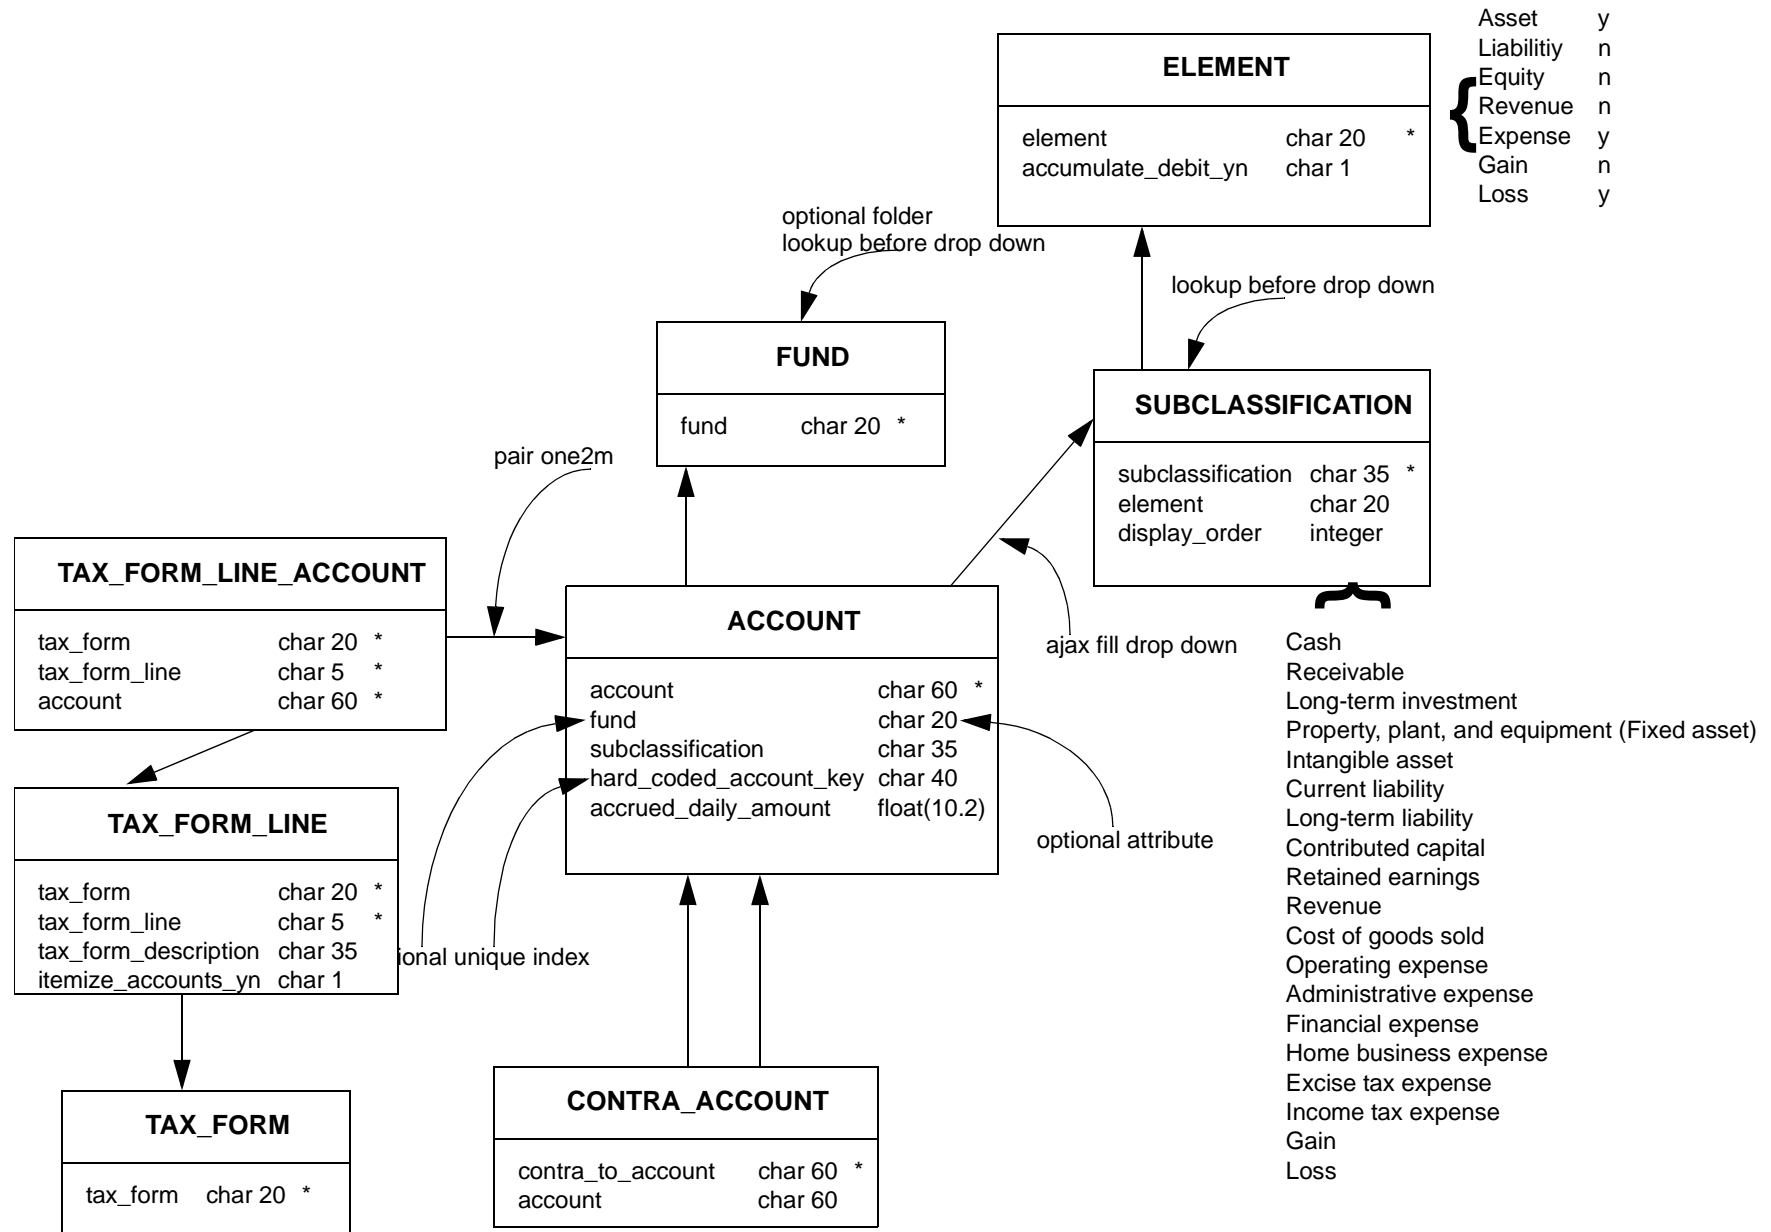 Asset y
Liabilitiy n
Equity n
Revenue n
Expense y
Gain n
Loss y
ELEMENT
element char 20 *
accumulate_debit_yn char 1
optional folder
lookup before drop down
lookup before drop down
FUND
fund char 20 *
SUBCLASSIFICATION
subclassification char 35 *
element char 20
display_order integer
pair one2m
TAX_FORM_LINE_ACCOUNT
tax_form char 20 *
tax_form_line char 5 *
account char 60 *
ACCOUNT
account char 60 *
fund char 20
subclassification char 35
hard_coded_account_key char 40
accrued_daily_amount float(10.2)
ajax fill drop down
optional attribute
Cash
Receivable
Long-term investment
Property, plant, and equipment (Fixed asset)
Intangible asset
Current liability
Long-term liability
Contributed capital
Retained earnings
Revenue
Cost of goods sold
Operating expense
Administrative expense
Financial expense
Home business expense
Excise tax expense
Income tax expense
Gain
Loss
TAX_FORM_LINE
tax_form char 20 *
tax_form_line char 5 *
tax_form_description char 35
itemize_accounts_yn char 1
ional unique index
TAX_FORM
tax_form char 20 *
CONTRA_ACCOUNT
contra_to_account char 60 *
account char 60